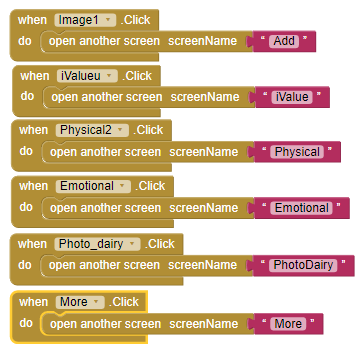 when Image1 .Click
do open another screen screenName " Add "
when iValueu .Click
do open another screen screenName " iValue "
when Physical2 .Click
do open another screen screenName " Physical "
when Emotional .Click
do open another screen screenName " Emotional "
when Photo_dairy .Click
do open another screen screenName " PhotoDairy "
when More .Click
do open another screen screenName " More "